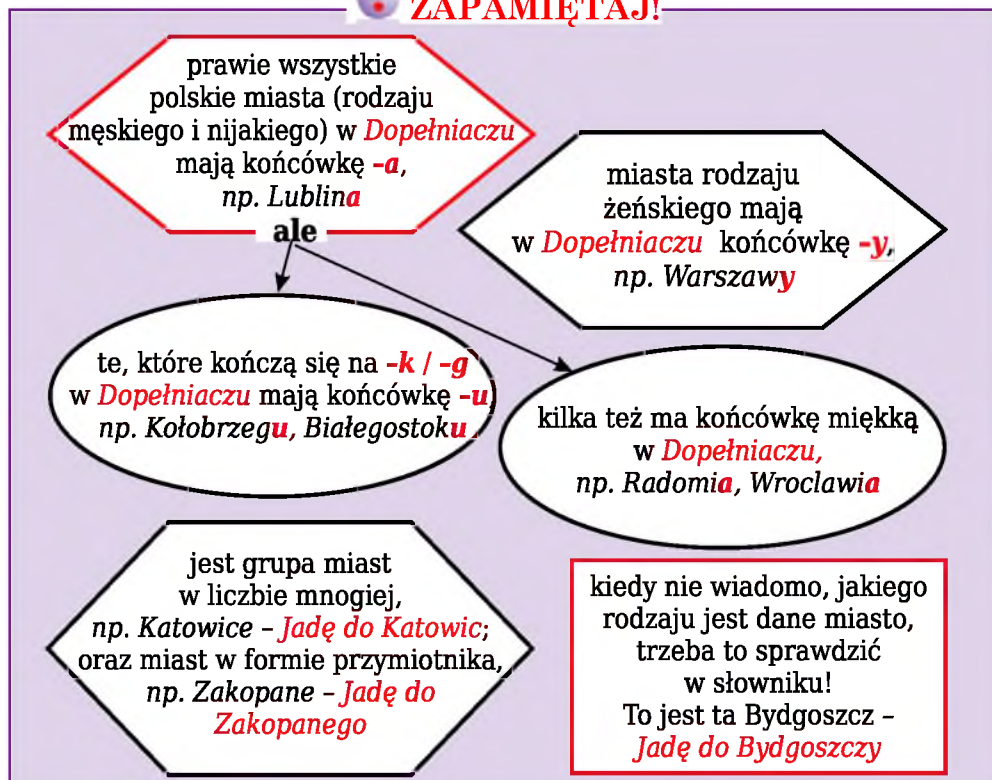 ZAPAMIĘTAJ!
prawie wszystkie
polskie miasta (rodzaju
męskiego i nijakiego) w Dopełniaczu
mają końcówkę -a,
np. Lublina
ale
miasta rodzaju
żeńskiego mają
w Dopełniaczu końcówkę -y,
np. Warszawy
te, które kończą się na -k / -g
w Dopełniaczu mają końcówkę -u,
np. Kołobrzegu, Białegostoku
kilka też ma końcówkę miękką
w Dopełniaczu,
np. Radomia, Wroclawia
jest grupa miast
w liczbie mnogiej,
np. Katowice – Jadę do Katowic;
oraz miast w formie przymiotnika,
np. Zakopane – Jadę do
Zakopanego
kiedy nie wiadomo, jakiego
rodzaju jest dane miasto,
trzeba to sprawdzić
w słowniku!
To jest ta Bydgoszcz –
Jadę do Bydgoszczy